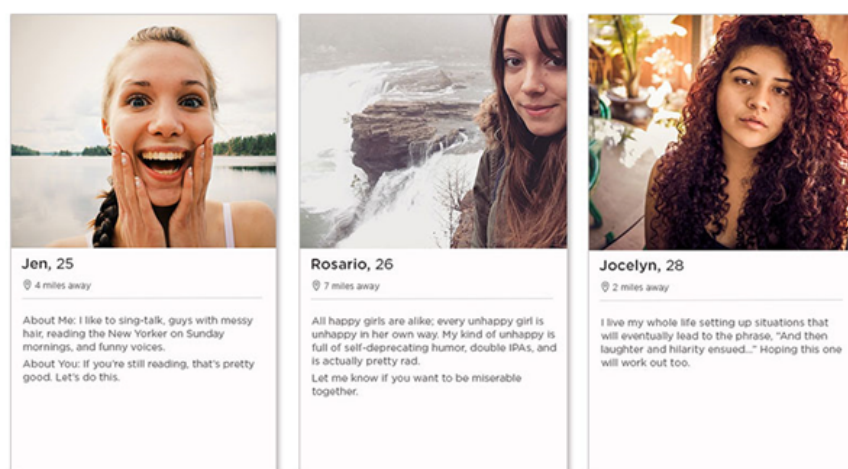 Jen, 25
4 miles away
About Me: I like to sing-talk, guys with messy
hair, reading the New Yorker on Sunday
mornings, and funny voices.
About You: If you're still reading, that's pretty
good. Let's do this.
Rosario, 26
7 miles away
All happy girls are alike; every unhappy girl is
unhappy in her own way. My kind of unhappy is
full of self-deprecating humor, double IPAs, and
is actually pretty rad.
Let me know if you want to be miserable
together.
Jocelyn, 28
2 miles away
I live my whole life setting up situations that
will eventually lead to the phrase, "And then
laughter and hilarity ensued..." Hoping this one
will work out too.